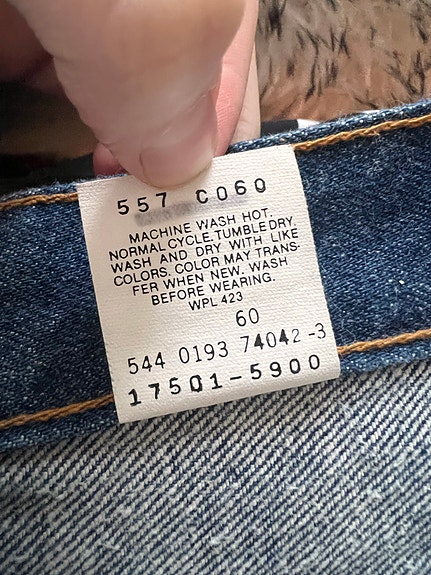 557 C060
MACHINE WASH HOT.
NORMAL CYCLE. TUMBLE DRY.
WASH AND DRY WITH LIKE
COLORS. COLOR MAY TRANS-
FER WHEN NEW. WASH
BEFORE WEARING.
WPL 423
60
544 0193 74042 -3
17501-5900